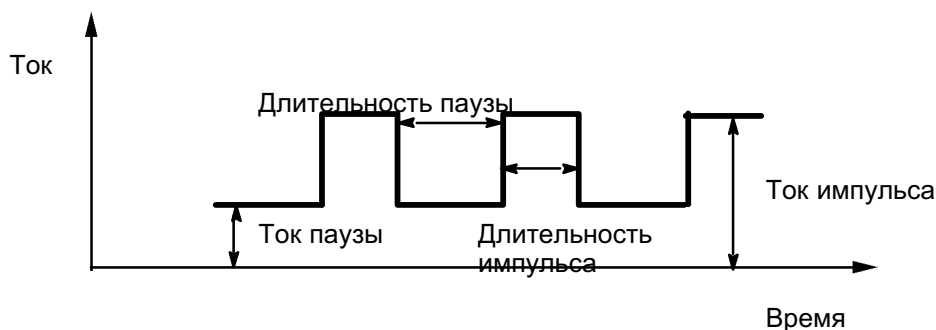 Ток
Длительность паузы
Ток импульса
Ток паузы
Длительность
импульса
Время